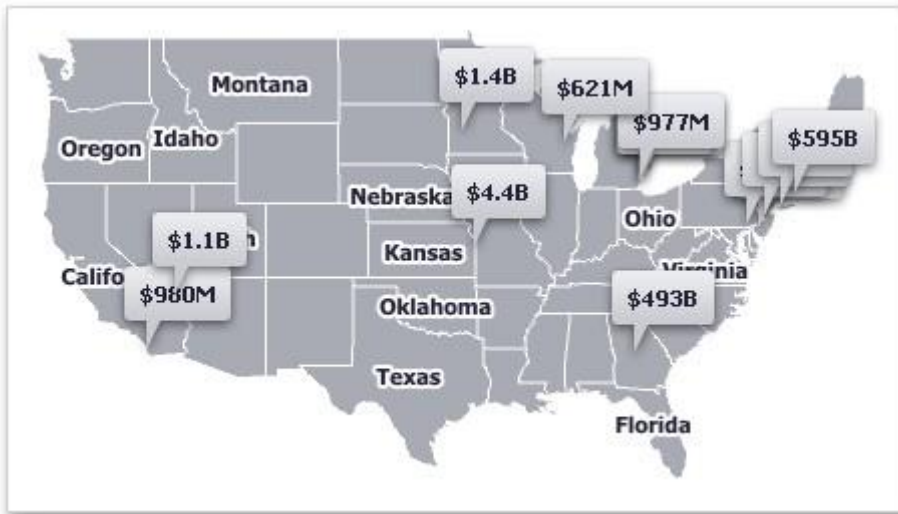 $1.4B
$621M
Montana
$977M
$595B
Oregon
Idaho
Nebraska
$4.4B
Ohio
$1.1B
Kansas
Virginia
$980M
Oklahoma
$493B
Texas
Florida